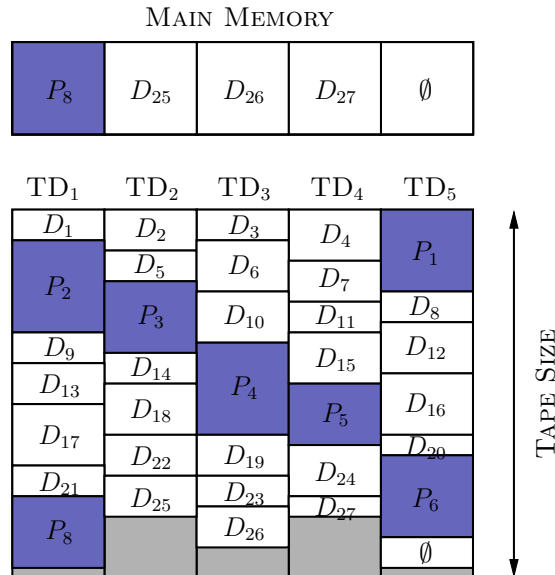 MAIN MEMORY
P₈ D₂₅ D₂₆ D₂₇ ∅
TD₁ TD₂ TD₃ TD₄ TD₅
D₁ D₂ D₃ D₄ P₁
P₂ D₅ D₆ D₇ D₈
D₉ P₃ D₁₀ D₁₁ D₁₂
D₁₃ D₁₄ P₄ D₁₅ D₁₆
D₁₇ D₁₈ D₁₉ P₅ D₂₀
D₂₁ D₂₂ D₂₃ D₂₄ P₆
P₈ D₂₅ D₂₆ D₂₇ ∅
TAPE SIZE